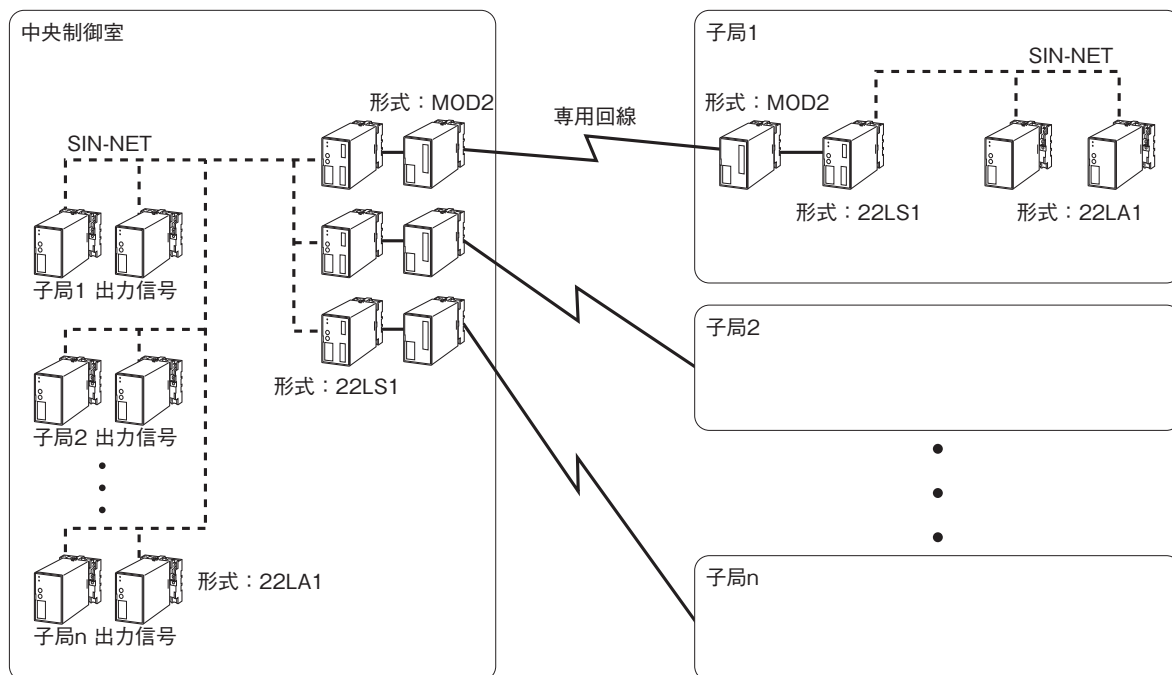 中央制御室
形式：MOD2
SIN-NET
子局1 出力信号
子局2 出力信号
形式：22LS1
形式：22LA1
子局n 出力信号
専用回線
子局1
SIN-NET
形式：MOD2
形式：22LS1
形式：22LA1
子局2
子局n